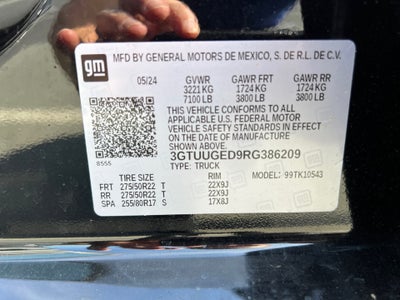 gm
MFD BY GENERAL MOTORS DE MEXICO, S. DE R.L. DE C.V.
05/24 GVWR GAWR FRT GAWR RR
3221 KG 1724 KG 1724 KG
7100 LB 3800 LB 3800 LB
THIS VEHICLE CONFORMS TO ALL
APPLICABLE U.S. FEDERAL MOTOR
VEHICLE SAFETY STANDARDS IN EFFECT
ON THE DATE OF MANUFACTURE SHOWN ABOVE.
8555
3GTUUGED9RG386209
TYPE: TRUCK MODEL: -99TK10543
TIRE SIZE RIM
FRT 275/50R22 T 22X9J
RR 275/50R22 T 22X9J
SPA 255/80R17 S 17X8J